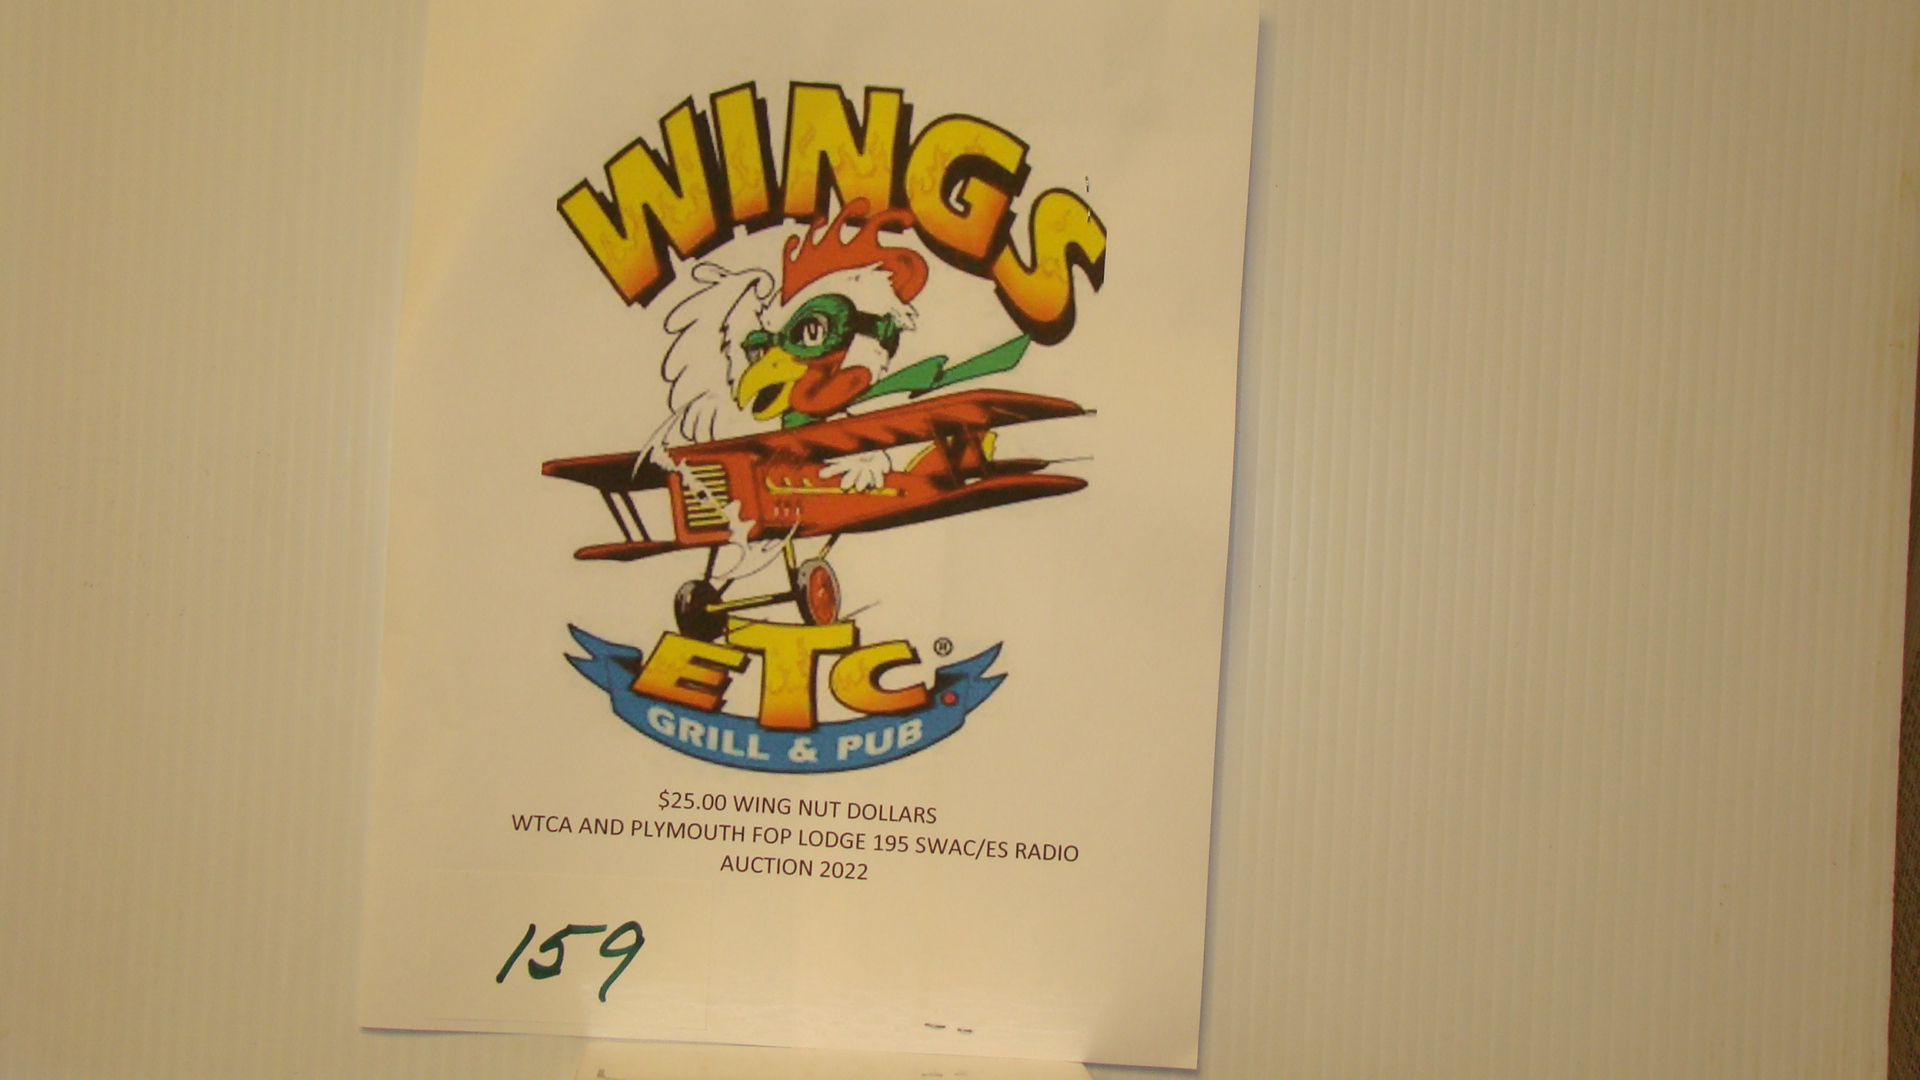 WINGS
ETC®
GRILL & PUB
$25.00 WING NUT DOLLARS
WTCA AND PLYMOUTH FOP LODGE 195 SWAC/ES RADIO
AUCTION 2022
159